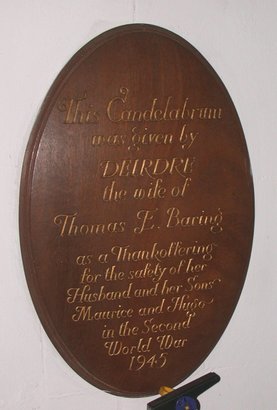 This Candelabrum
was given by
DEIRDRE
the wife of
Thomas E. Baring
as a Thankoffering
for the safety of her
Husband and her Sons
Maurice and Hugo
in the Second
World War
1945